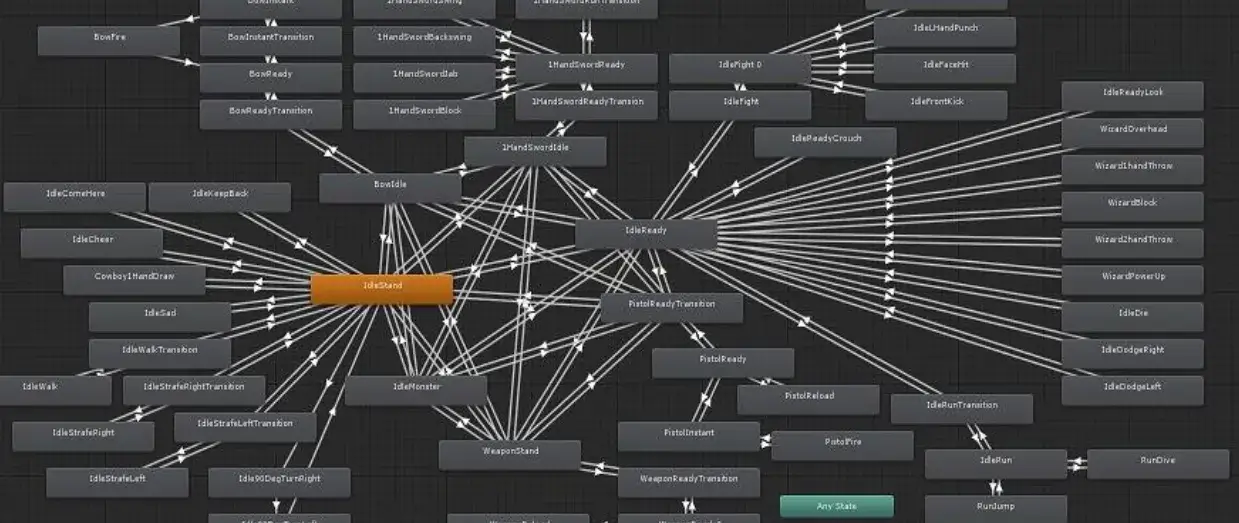 BowInstant
1HandSwordSwing
1HandSwordRunTransition
BowFire
BowInstantTransition
1HandSwordBackswing
IdleLHandPunch
BowReady
1HandSwordJab
1HandSwordReady
IdleFight 0
IdleFaceHit
BowReadyTransition
1HandSwordBlock
1HandSwordReadyTransion
IdleFight
IdleFrontKick
IdleReadyLook
WizardOverhead
IdleReadyCrouch
1HandSwordIdle
Wizard1handThrow
BowIdle
IdleComeHere
IdleKeepBack
WizardBlock
IdleReady
IdleCheer
Wizard2handThrow
Cowboy1HandDraw
IdleStand
WizardPowerUp
PistolReadyTransition
IdleSad
IdleDie
IdleWalkTransition
PistolReady
IdleDodgeRight
IdleWalk
IdleStrafeRightTransition
IdleMonster
IdleDodgeLeft
PistolReload
IdleRunTransition
IdleStrafeRight
IdleStrafeLeftTransition
PistolInstant
PistolFire
WeaponStand
IdleRun
RunDive
IdleStrafeLeft
Idle90DegTurnRight
WeaponReadyTransition
Any State
RunJump